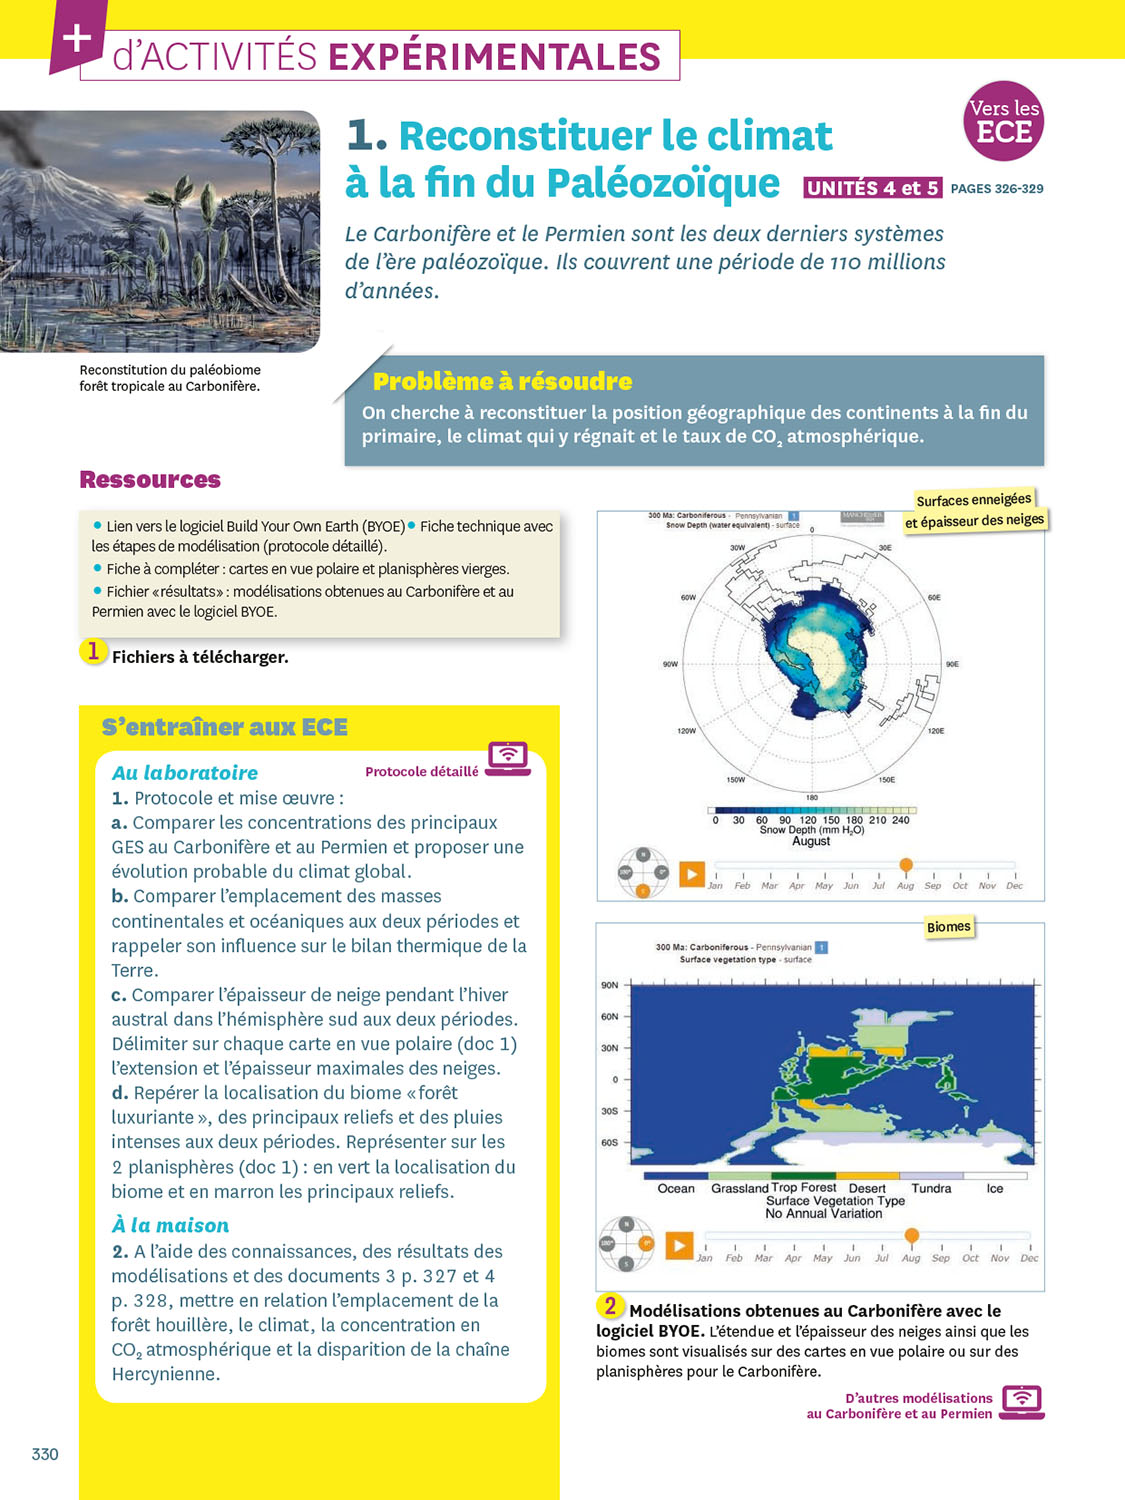 +
d'ACTIVITÉS EXPÉRIMENTALES
Vers les
ECE
1. Reconstituer le climat
à la fin du Paléozoïque UNITÉS 4 et 5 PAGES 326-329
Le Carbonifère et le Permien sont les deux derniers systèmes
de l'ère paléozoïque. Ils couvrent une période de 110 millions
d'années.
Reconstitution du paléobiome
forêt tropicale au Carbonifère.
Problème à résoudre
On cherche à reconstituer la position géographique des continents à la fin du
primaire, le climat qui y régnait et le taux de CO₂ atmosphérique.
Ressources
• Lien vers le logiciel Build Your Own Earth (BYOE) • Fiche technique avec
les étapes de modélisation (protocole détaillé).
• Fiche à compléter : cartes en vue polaire et planisphères vierges.
• Fichier «résultats» : modélisations obtenues au Carbonifère et au
Permien avec le logiciel BYOE.
1 Fichiers à télécharger.
S'entraîner aux ECE
Au laboratoire
Protocole détaillé
1. Protocole et mise œuvre :
a. Comparer les concentrations des principaux
GES au Carbonifère et au Permien et proposer une
évolution probable du climat global.
b. Comparer l'emplacement des masses
continentales et océaniques aux deux périodes et
rappeler son influence sur le bilan thermique de la
Terre.
c. Comparer l'épaisseur de neige pendant l'hiver
austral dans l'hémisphère sud aux deux périodes.
Délimiter sur chaque carte en vue polaire (doc 1)
l'extension et l'épaisseur maximales des neiges.
d. Repérer la localisation du biome «forêt
luxuriante», des principaux reliefs et des pluies
intenses aux deux périodes. Représenter sur les
2 planisphères (doc 1) : en vert la localisation du
biome et en marron les principaux reliefs.
À la maison
2. A l'aide des connaissances, des résultats des
modélisations et des documents 3 p. 327 et 4
p. 328, mettre en relation l'emplacement de la
forêt houillère, le climat, la concentration en
CO₂ atmosphérique et la disparition de la chaîne
Hercynienne.
Surfaces enneigées
et épaisseur des neiges
300 Ma: Carboniferous - Pennsylvanian 1
Snow Depth (water equivalent) - surface
MANCHESTER
0
30W 30E
60W 60E
90W 90E
120W 120E
150W 150E
180
0 30 60 90 120 150 180 210 240
Snow Depth (mm H₂O)
August
N
180° 0°
S
Jan Feb Mar Apr May Jun Jul Aug Sep Oct Nov Dec
Biomes
300 Ma: Carboniferous - Pennsylvanian 1
Surface vegetation type - surface
90N
60N
30N
0
30S
60S
Ocean Grassland Trop Forest Desert Tundra Ice
Surface Vegetation Type
No Annual Variation
N
180° 0°
S
Jan Feb Mar Apr May Jun Jul Aug Sep Oct Nov Dec
2 Modélisations obtenues au Carbonifère avec le
logiciel BYOE. L'étendue et l'épaisseur des neiges ainsi que les
biomes sont visualisés sur des cartes en vue polaire ou sur des
planisphères pour le Carbonifère.
D'autres modélisations
au Carbonifère et au Permien
330